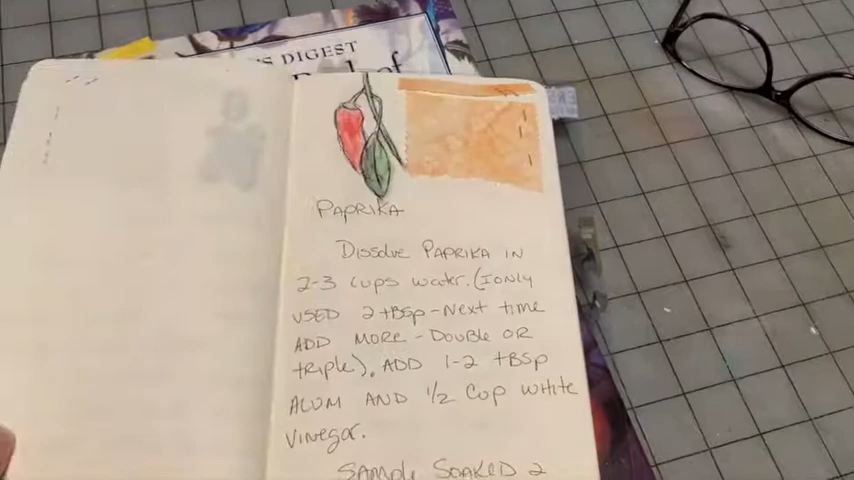 'S DIGEST
PAPRIKA
DISSOLVE PAPRIKA IN
2-3 CUPS WATER. (I ONLY
USED 2 TBSP - NEXT TIME
ADD MORE - DOUBLE OR
TRIPLE). ADD 1-2 TBSP
ALUM AND 1/2 CUP WHITE
VINEGAR.
SAMPLE SOAKED 2